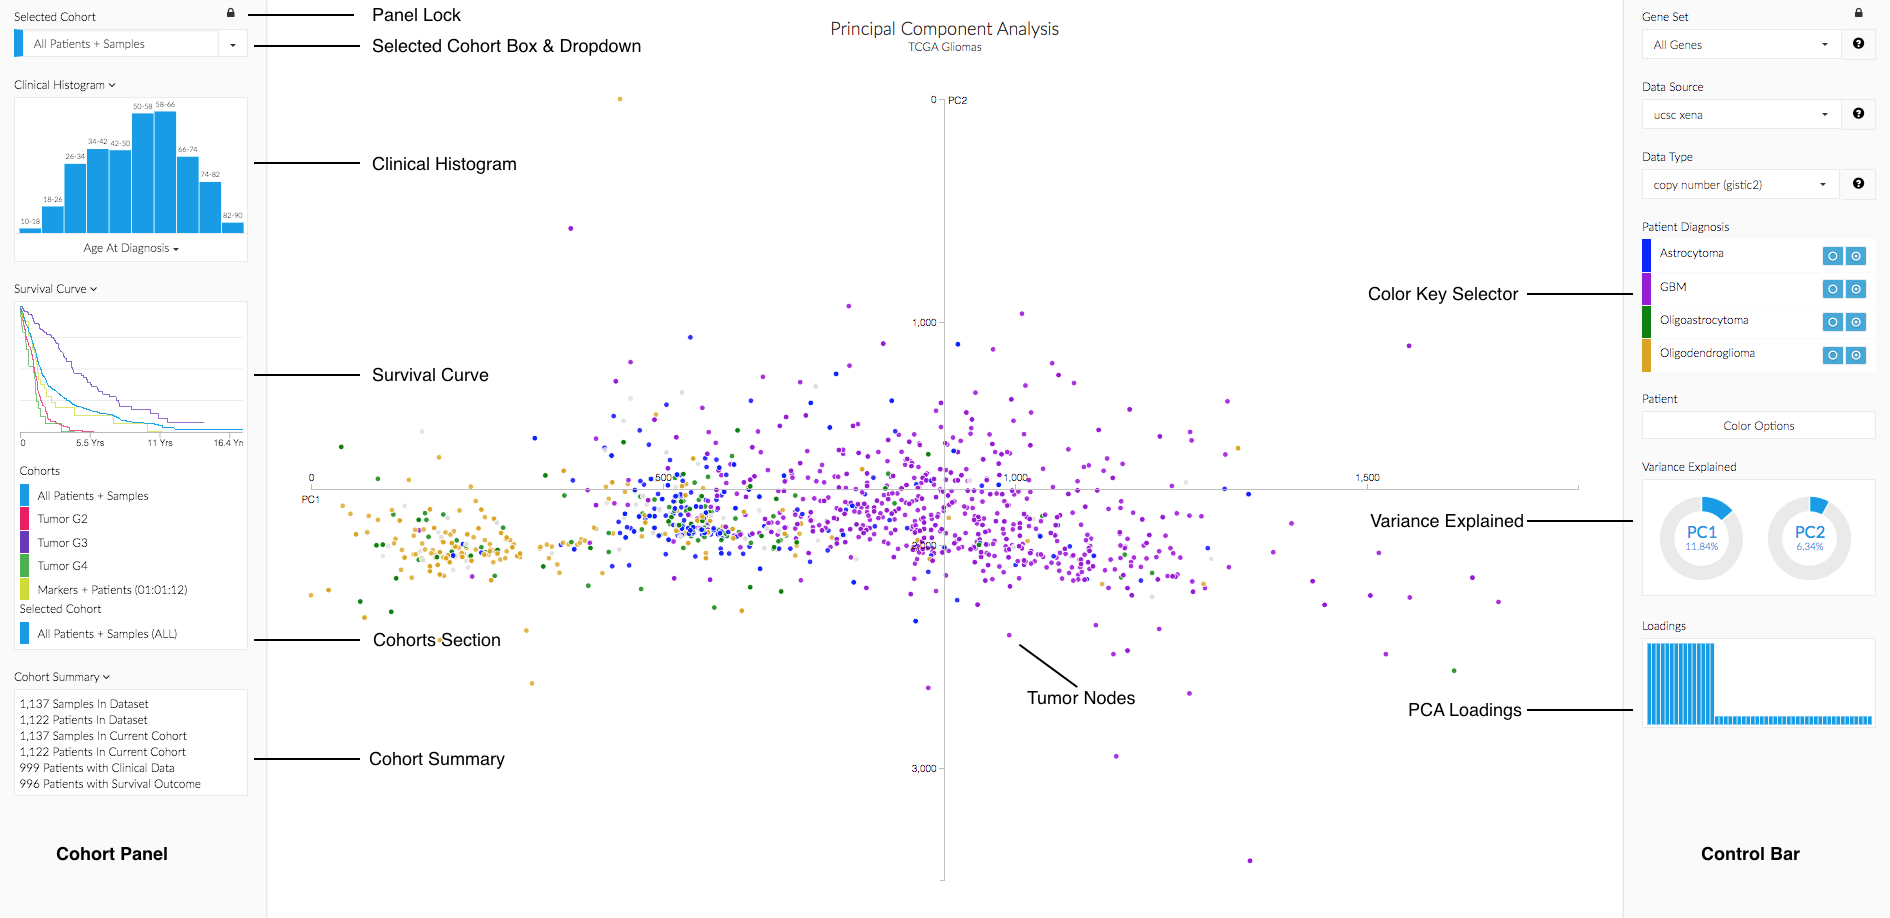 Selected Cohort
All Patients + Samples
Clinical Histogram
10-18
18-26
26-34
34-42
42-50
50-58
58-66
66-74
74-82
82-90
Age At Diagnosis
Survival Curve
0
5.5 Yrs
11 Yrs
16.4 Yr
Cohorts
All Patients + Samples
Tumor G2
Tumor G3
Tumor G4
Markers + Patients (01:01:12)
Selected Cohort
All Patients + Samples (ALL)
Cohort Summary
1,137 Samples In Dataset
1,122 Patients In Dataset
1,137 Samples In Current Cohort
1,122 Patients In Current Cohort
999 Patients with Clinical Data
996 Patients with Survival Outcome
Cohort Panel
Panel Lock
Selected Cohort Box & Dropdown
Clinical Histogram
Survival Curve
Cohorts Section
Cohort Summary
Principal Component Analysis
TCGA Gliomas
0
PC2
1,000
2,000
3,000
0
PC1
500
1,000
1,500
Tumor Nodes
Color Key Selector
Variance Explained
PCA Loadings
Gene Set
All Genes
Data Source
ucsc xena
Data Type
copy number (gistic2)
Patient Diagnosis
Astrocytoma
GBM
Oligoastrocytoma
Oligodendroglioma
Patient
Color Options
Variance Explained
PC1
11.84%
PC2
6.34%
Loadings
Control Bar